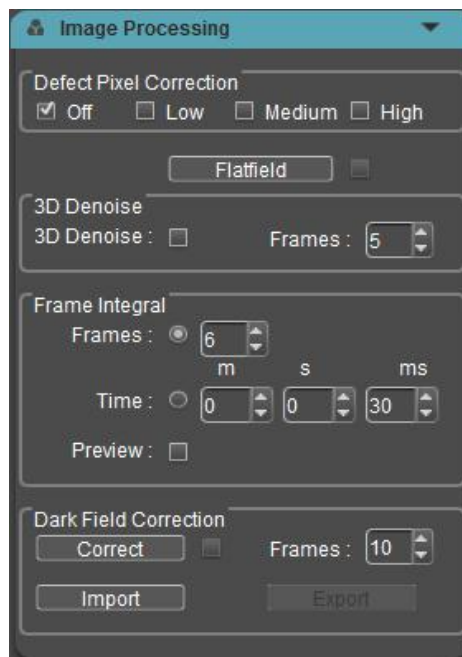 Image Processing
Defect Pixel Correction
Off Low Medium High
Flatfield
3D Denoise
3D Denoise : Frames : 5
Frame Integral
Frames : 6
m s ms
Time : 0 0 30
Preview :
Dark Field Correction
Correct Frames : 10
Import Export